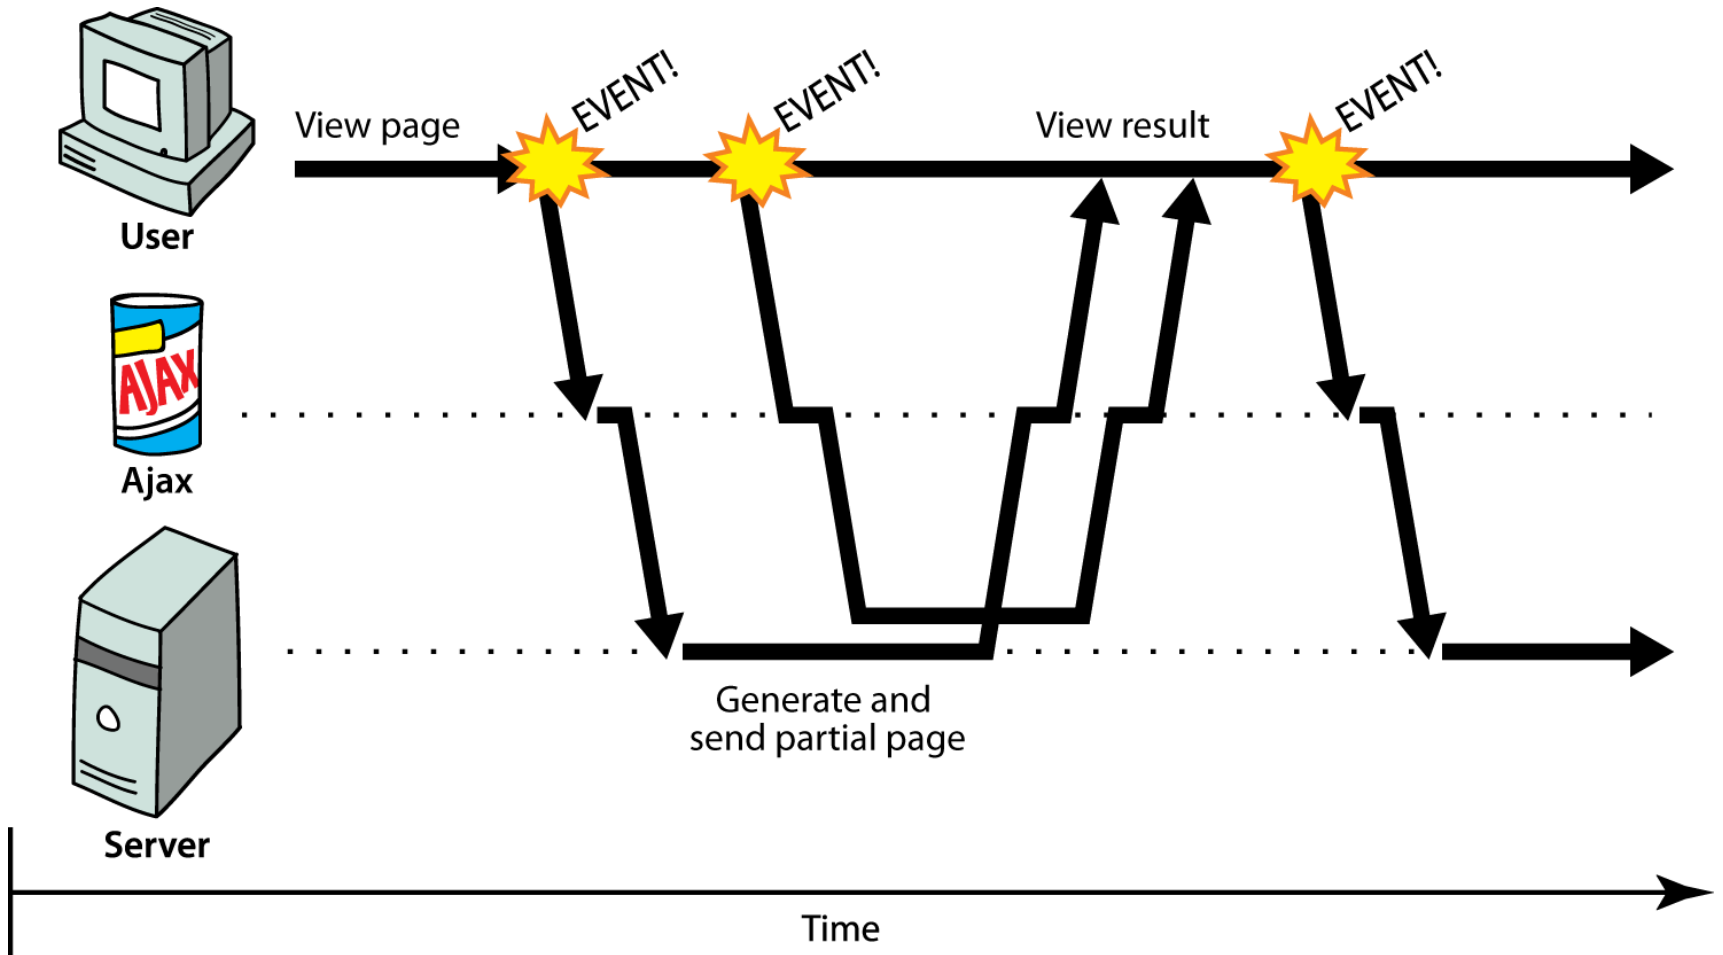 View page
EVENT!
EVENT!
View result
EVENT!
User
AJAX
Ajax
Generate and
send partial page
Server
Time